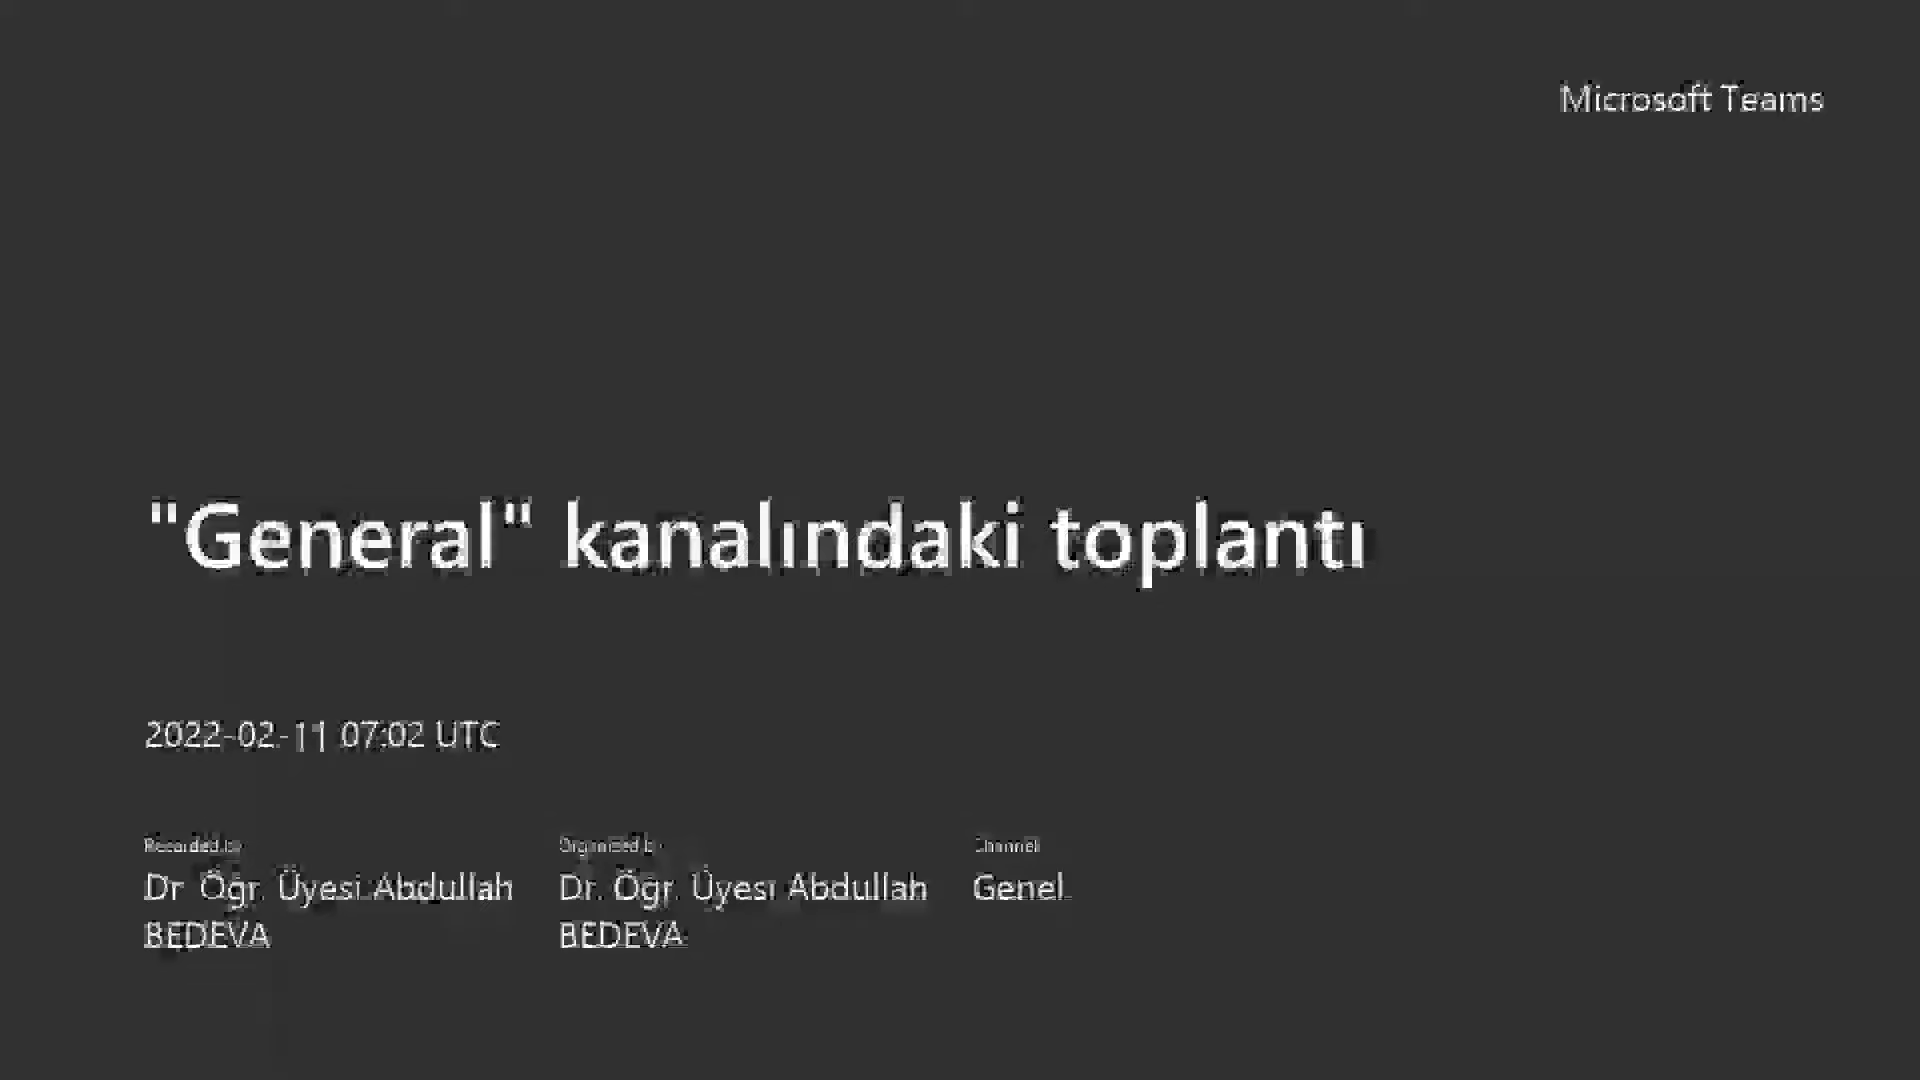 Microsoft Teams
"General" kanalındaki toplantı
2022-02-11 07:02 UTC
Recorded by
Organized by
Channel
Dr. Öğr. Üyesi Abdullah
Dr. Öğr. Üyesi Abdullah
Genel
BEDEVA
BEDEVA